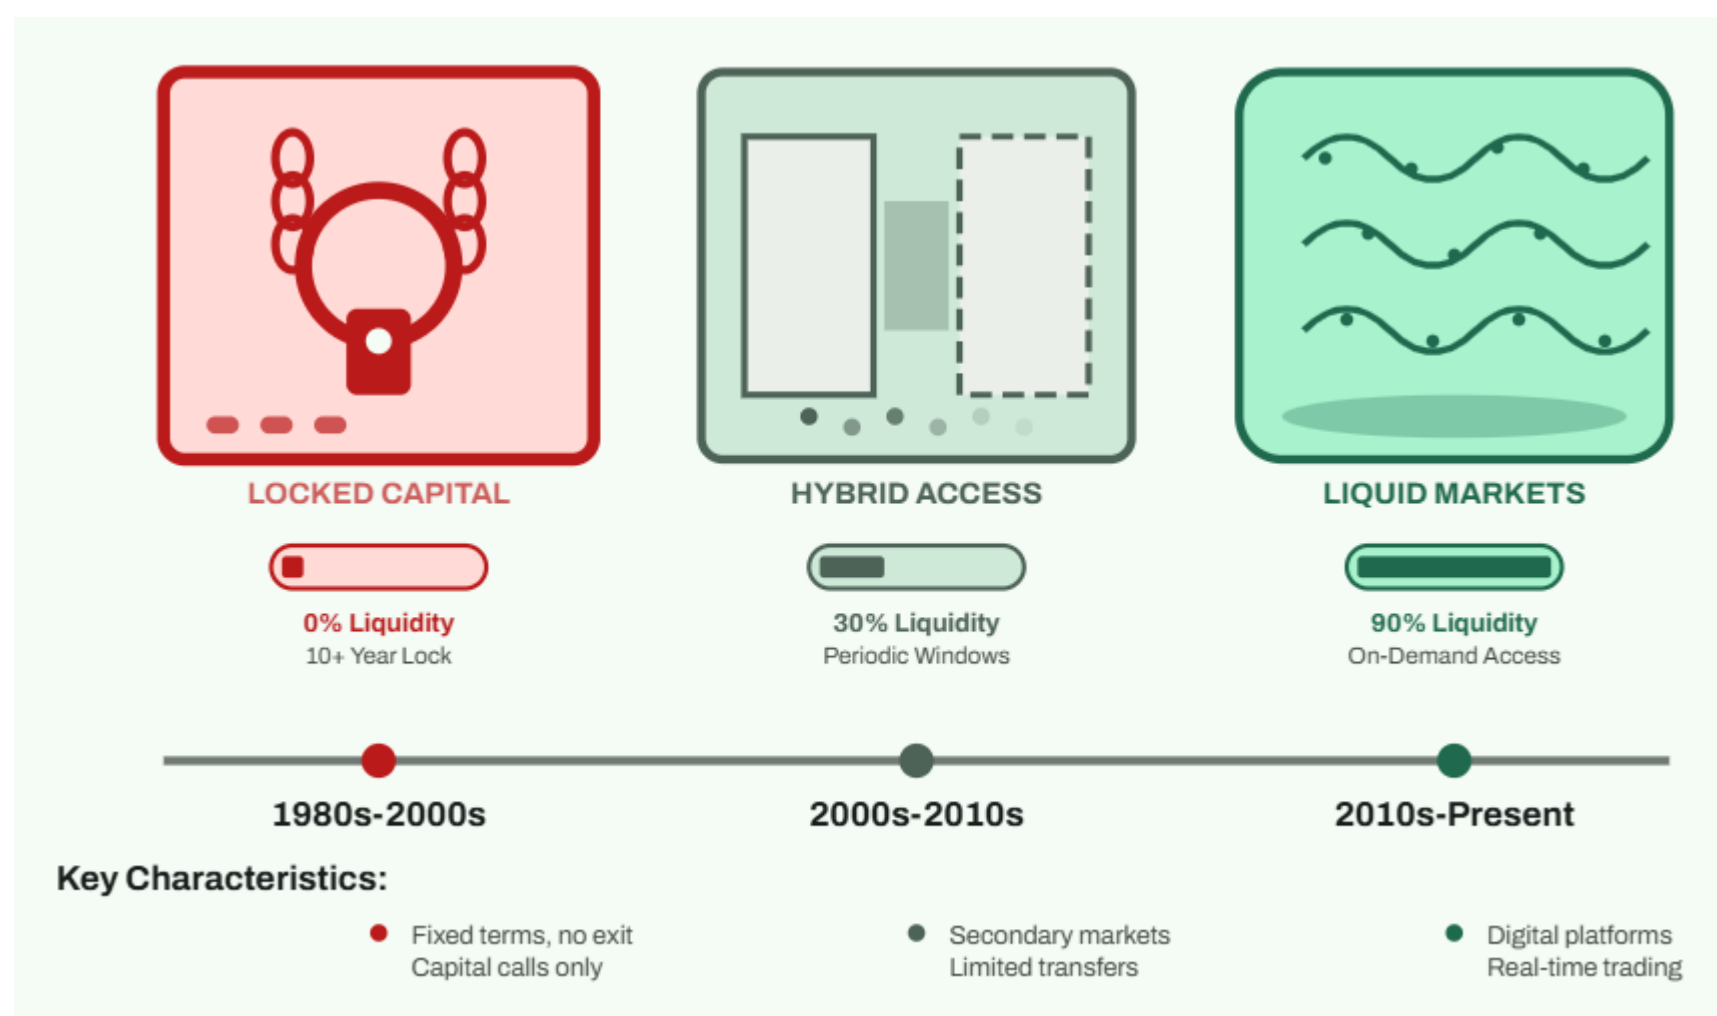 LOCKED CAPITAL
HYBRID ACCESS
LIQUID MARKETS
0% Liquidity
10+ Year Lock
30% Liquidity
Periodic Windows
90% Liquidity
On-Demand Access
1980s-2000s
2000s-2010s
2010s-Present
Key Characteristics:
Fixed terms, no exit
Capital calls only
Secondary markets
Limited transfers
Digital platforms
Real-time trading